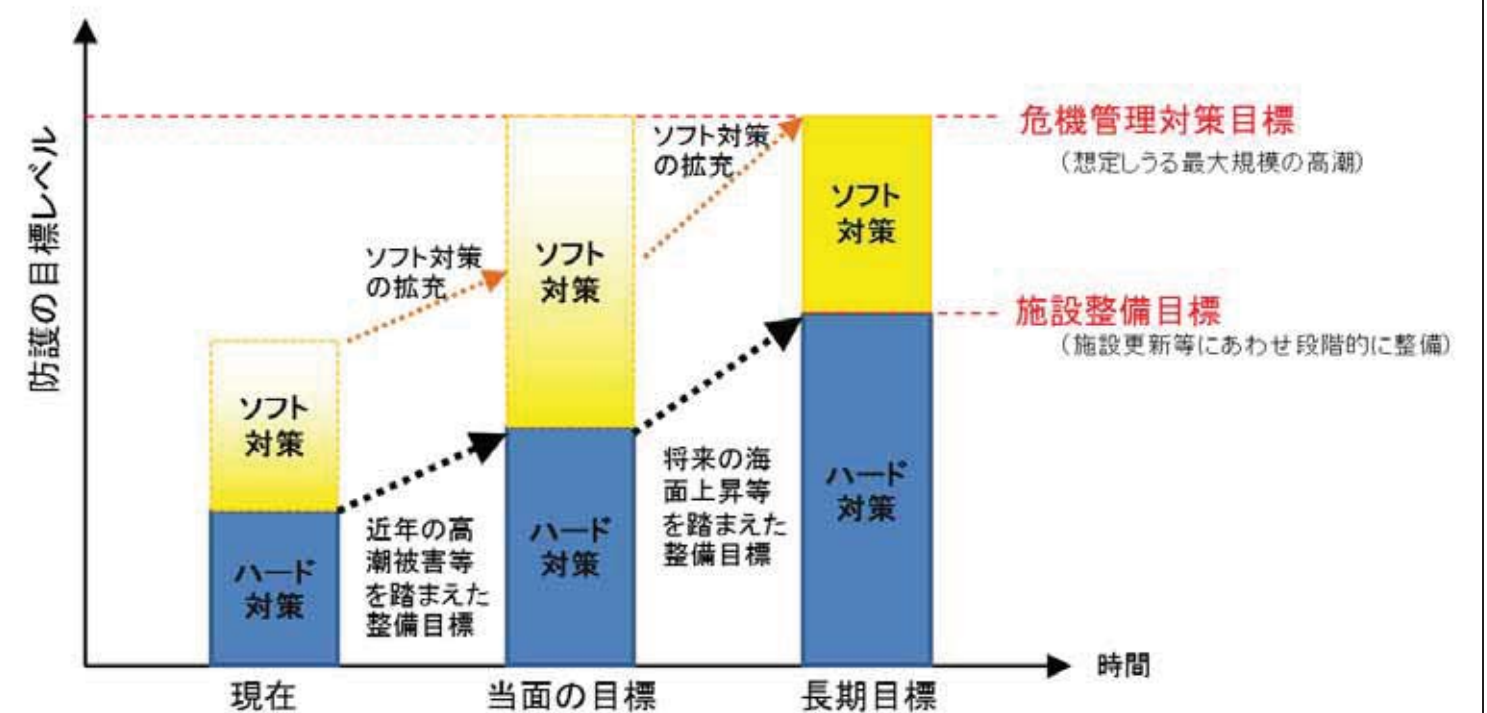 防護の目標レベル
危機管理対策目標
（想定しうる最大規模の高潮）
ソフト対策
の拡充
ソフト
対策
ソフト対策
の拡充
ソフト
対策
施設整備目標
（施設更新等にあわせ段階的に整備）
ソフト
対策
将来の海
面上昇等
を踏まえた
整備目標
ハード
対策
近年の高
潮被害等
を踏まえた
整備目標
ハード
対策
ハード
対策
時間
現在
当面の目標
長期目標